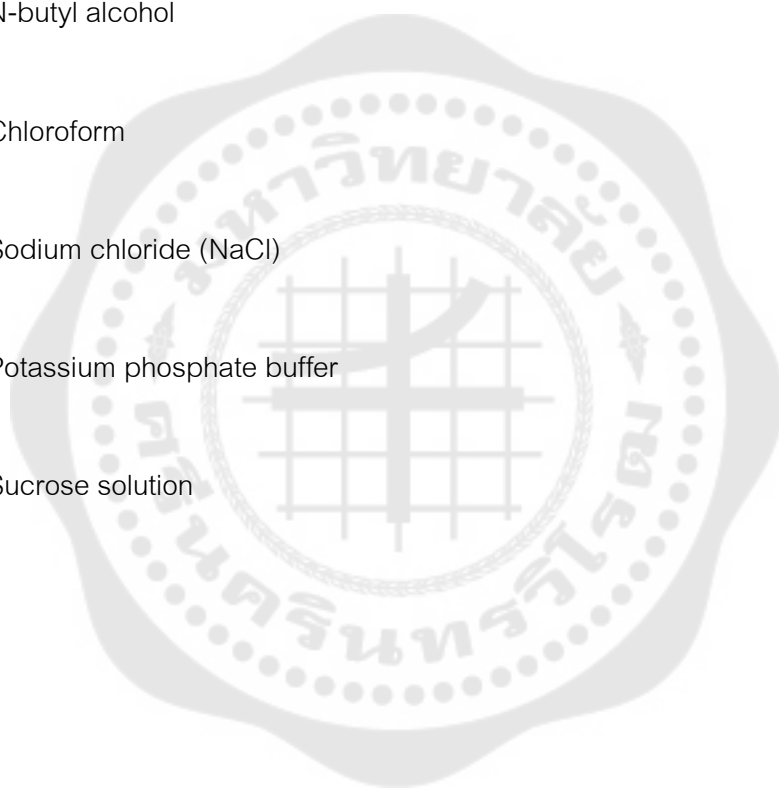 N-butyl alcohol
Chloroform
Sodium chloride (NaCl)
Potassium phosphate buffer
Sucrose solution
มหาวิทยาลัย
ศรีนครินทรวิโรฒ